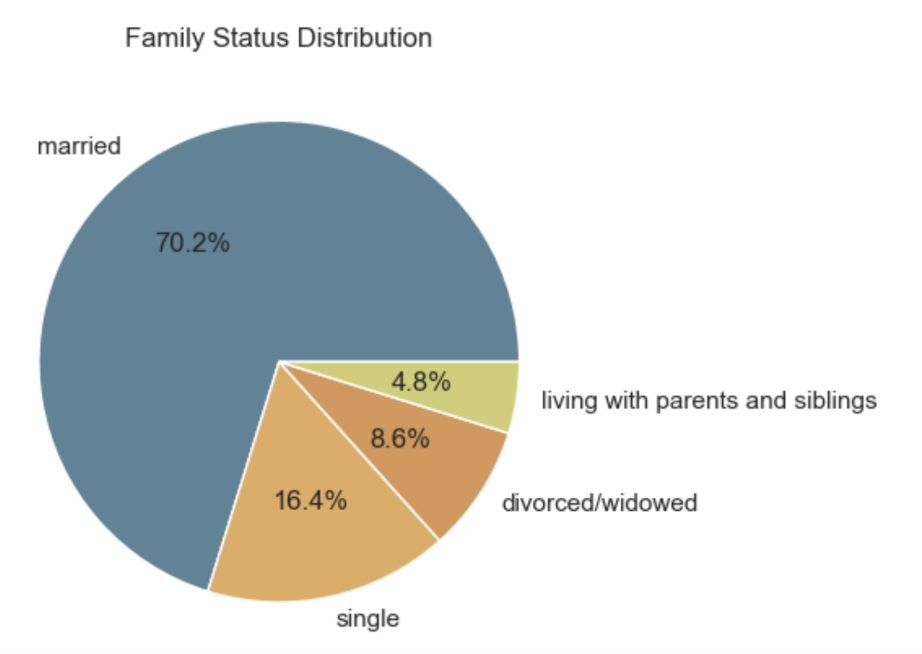 Family Status Distribution
married
70.2%
4.8%
living with parents and siblings
8.6%
divorced/widowed
16.4%
single